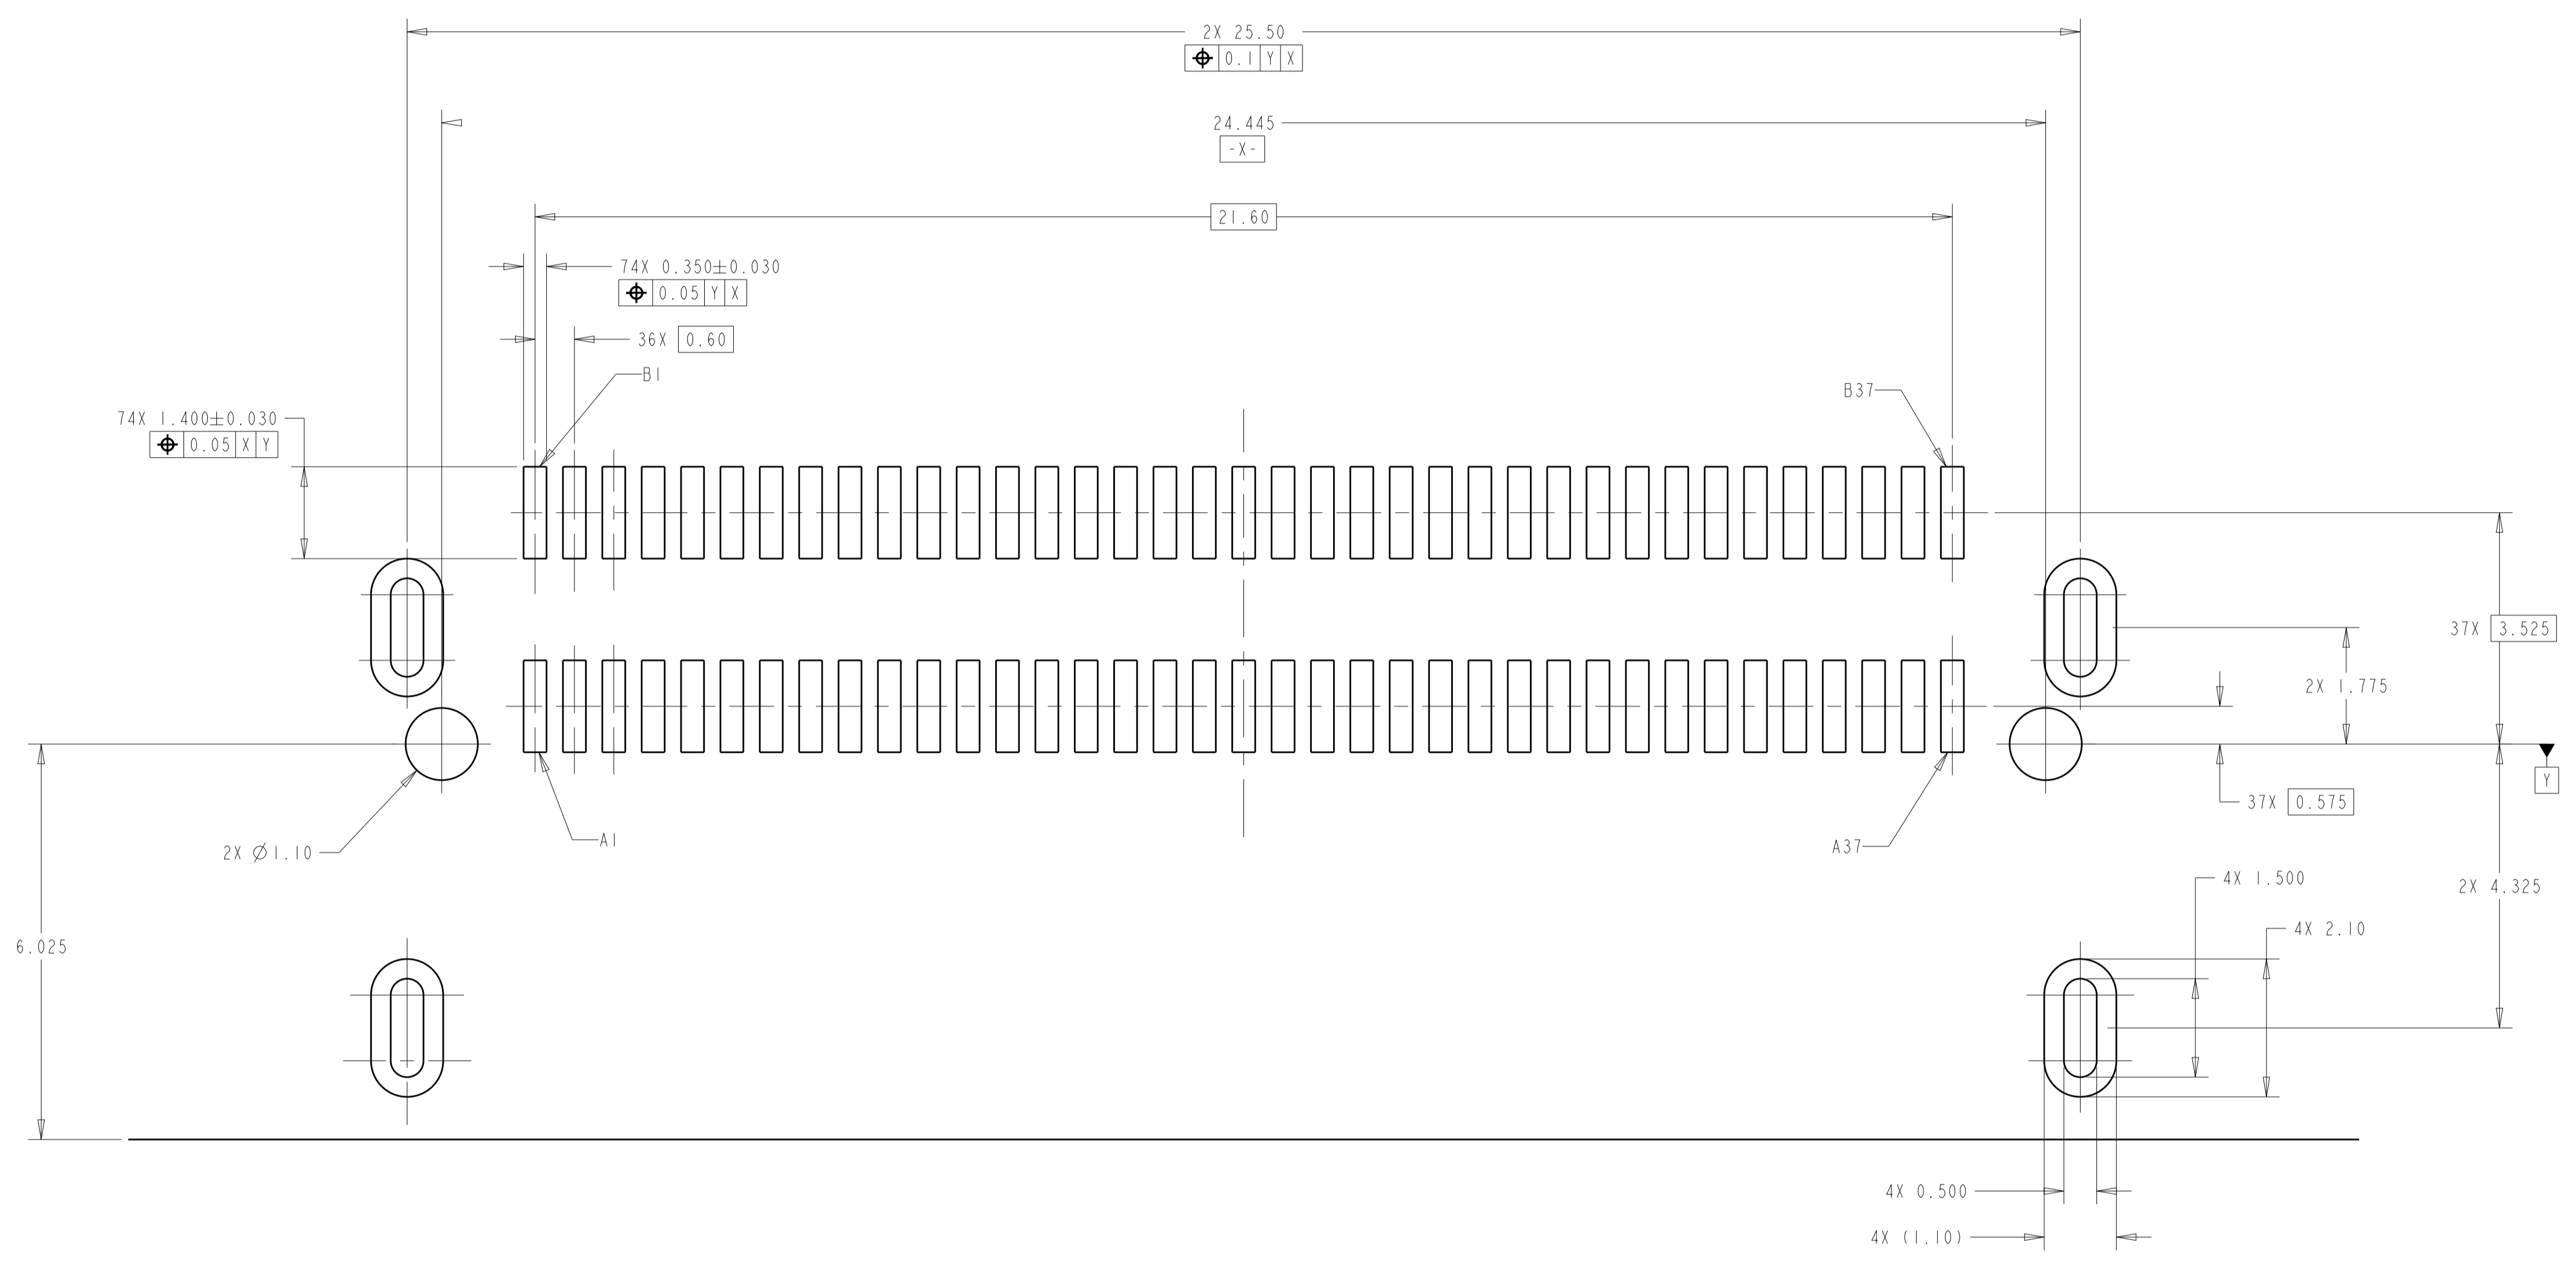 2X 25.50
⌖ 0.1 Y X
24.445
-X-
21.60
74X 0.350±0.030
⌖ 0.05 Y X
36X 0.60
B1
B37
74X 1.400±0.030
⌖ 0.05 X Y
37X 3.525
2X 1.775
Y
37X 0.575
A1
A37
2X Ø1.10
4X 1.500
2X 4.325
4X 2.10
6.025
4X 0.500
4X (1.10)